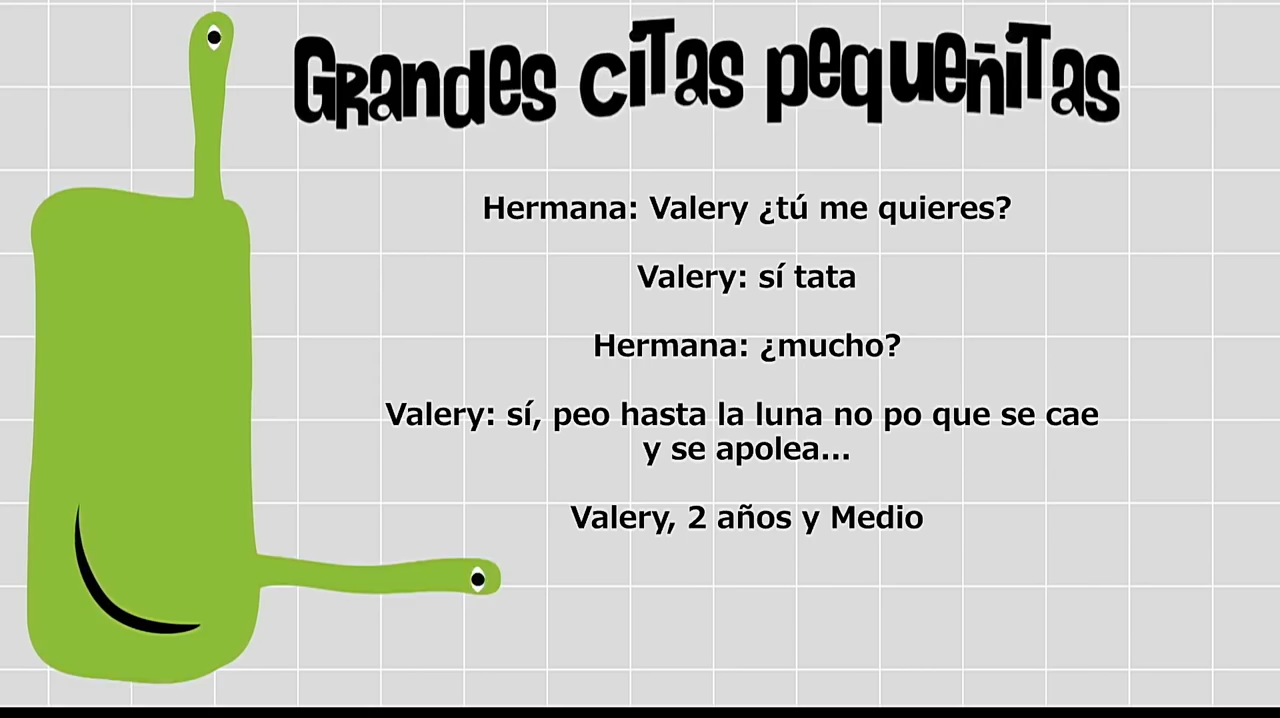 Grandes citas pequeñitas
Hermana: Valery ¿tú me quieres?
Valery: sí tata
Hermana: ¿mucho?
Valery: sí, peo hasta la luna no po que se cae
y se apolea...
Valery, 2 años y Medio